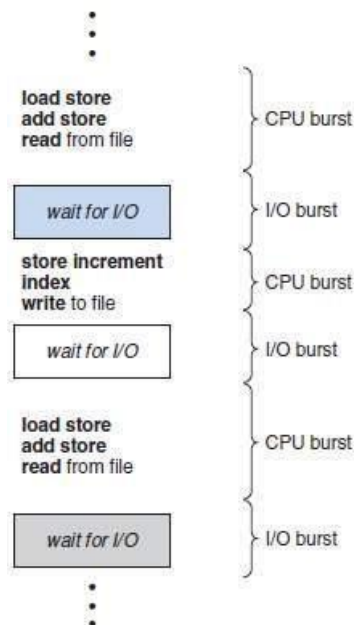 load store
add store
read from file
CPU burst
wait for I/O
I/O burst
store increment
index
write to file
CPU burst
wait for I/O
I/O burst
load store
add store
read from file
CPU burst
wait for I/O
I/O burst